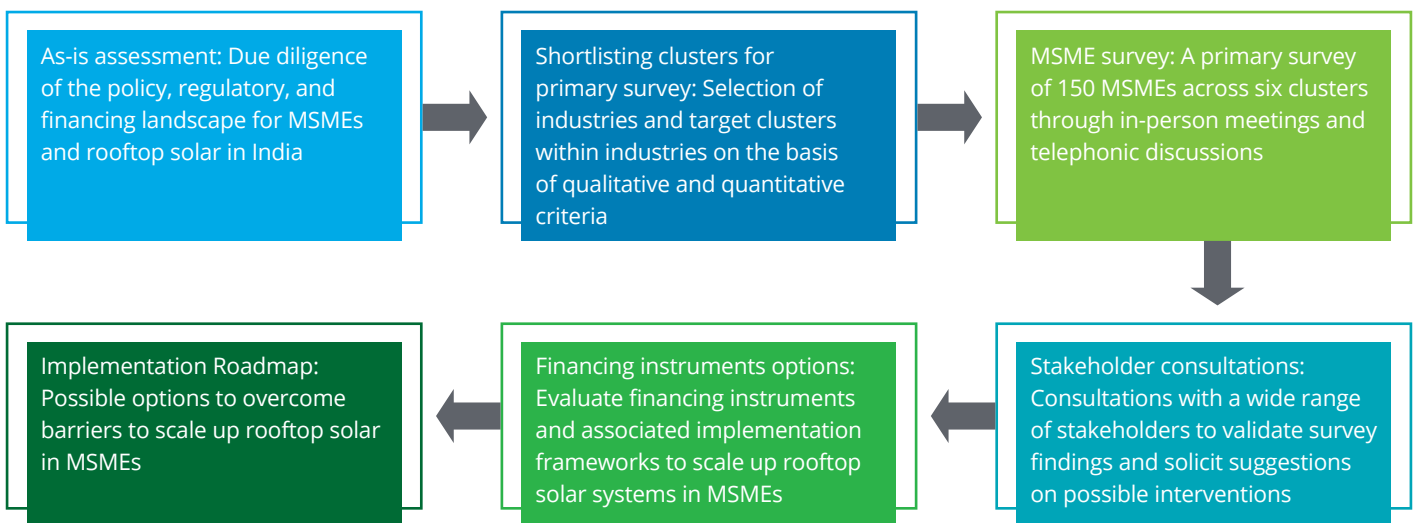 As-is assessment: Due diligence
of the policy, regulatory, and
financing landscape for MSMEs
and rooftop solar in India
Shortlisting clusters for
primary survey: Selection of
industries and target clusters
within industries on the basis
of qualitative and quantitative
criteria
MSME survey: A primary survey
of 150 MSMEs across six clusters
through in-person meetings and
telephonic discussions
Stakeholder consultations:
Consultations with a wide range
of stakeholders to validate survey
findings and solicit suggestions
on possible interventions
Financing instruments options:
Evaluate financing instruments
and associated implementation
frameworks to scale up rooftop
solar systems in MSMEs
Implementation Roadmap:
Possible options to overcome
barriers to scale up rooftop solar
in MSMEs